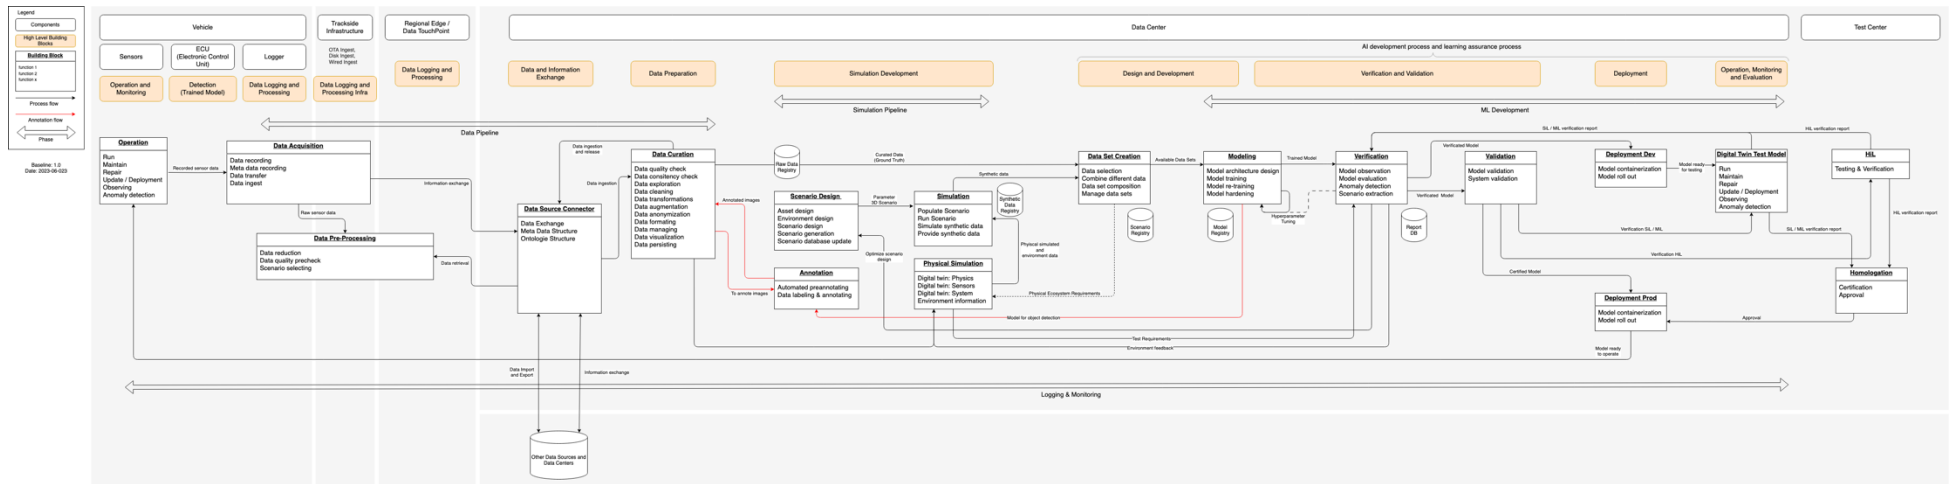 Legend
Components
High Level Building
Blocks
Building Block
function 1
function 2
function x
Process flow
Annotation flow
Phase
Baseline: 1.0
Date: 2023-08-023
Vehicle
Trackside
Infrastructure
Regional Edge /
Data TouchPoint
Data Center
Test Center
Sensors
ECU
(Electronic Control
Unit)
Logger
OTA Ingest,
Disk Ingest,
Wired Ingest
AI development process and learning assurance process
Operation and
Monitoring
Detection
(Trained Model)
Data Logging and
Processing
Data Logging and
Processing Infra
Data Logging and
Processing
Data and Information
Exchange
Data Preparation
Simulation Development
Design and Development
Verification and Validation
Deployment
Operation, Monitoring
and Evaluation
Data Pipeline
Simulation Pipeline
ML Development
Operation
Run
Maintain
Repair
Update / Deployment
Observing
Anomaly detection
Recorded sensor data
Data Acquisition
Data recording
Meta data recording
Data transfer
Data ingest
Raw sensor data
Information exchange
Data Pre-Processing
Data reduction
Data quality precheck
Scenario selecting
Data retrieval
Data Source Connector
Data Exchange
Meta Data Structure
Ontologie Structure
Data ingestion
and release
Data ingestion
Data Curation
Data quality check
Data consitency check
Data exploration
Data cleaning
Data transformations
Data augmentation
Data anonymization
Data formating
Data managing
Data visualization
Data persisting
Raw Data
Registry
Curated Data
(Ground Truth)
Synthetic data
Annotated images
To annote images
Scenario Design
Asset design
Environment design
Scenario design
Scenario generation
Scenario database update
Parameter
3D Scenario
Optimize scenario
design
Annotation
Automated preannotating
Data labeling & annotating
Simulation
Populate Scenario
Run Scenario
Simulate synthetic data
Provide synthetic data
Synthetic
Data
Registry
Physical simulated
and
environment data
Physical Simulation
Digital twin: Physics
Digital twin: Sensors
Digital twin: System
Environment information
Physical Ecosystem Requirements
Model for object detection
Test Requirements
Environment feedback
Data Set Creation
Data selection
Combine different data
Data set composition
Manage data sets
Available Data Sets
Scenario
Registry
Modeling
Model architecture design
Model training
Model re-training
Model hardening
Trained Model
Model
Registry
Hyperparameter
Tuning
Verification
Model observation
Model evaluation
Anomaly detection
Scenario extraction
Report
DB
SiL / MiL verification report
Verificated Model
Verificated Model
Validation
Model validation
System validation
Verification SiL / MiL
Verification HiL
Certified Model
Deployment Dev
Model containerization
Model roll out
Model ready
for testing
Digital Twin Test Model
Run
Maintain
Repair
Update / Deployment
Observing
Anomaly detection
HiL verification report
HiL
Testing & Verification
HiL verification report
SiL / MiL verification report
Homologation
Certification
Approval
Approval
Deployment Prod
Model containerization
Model roll out
Model ready
to operate
Data Import
and Export
Information exchange
Logging & Monitoring
Other Data Sources and
Data Centers